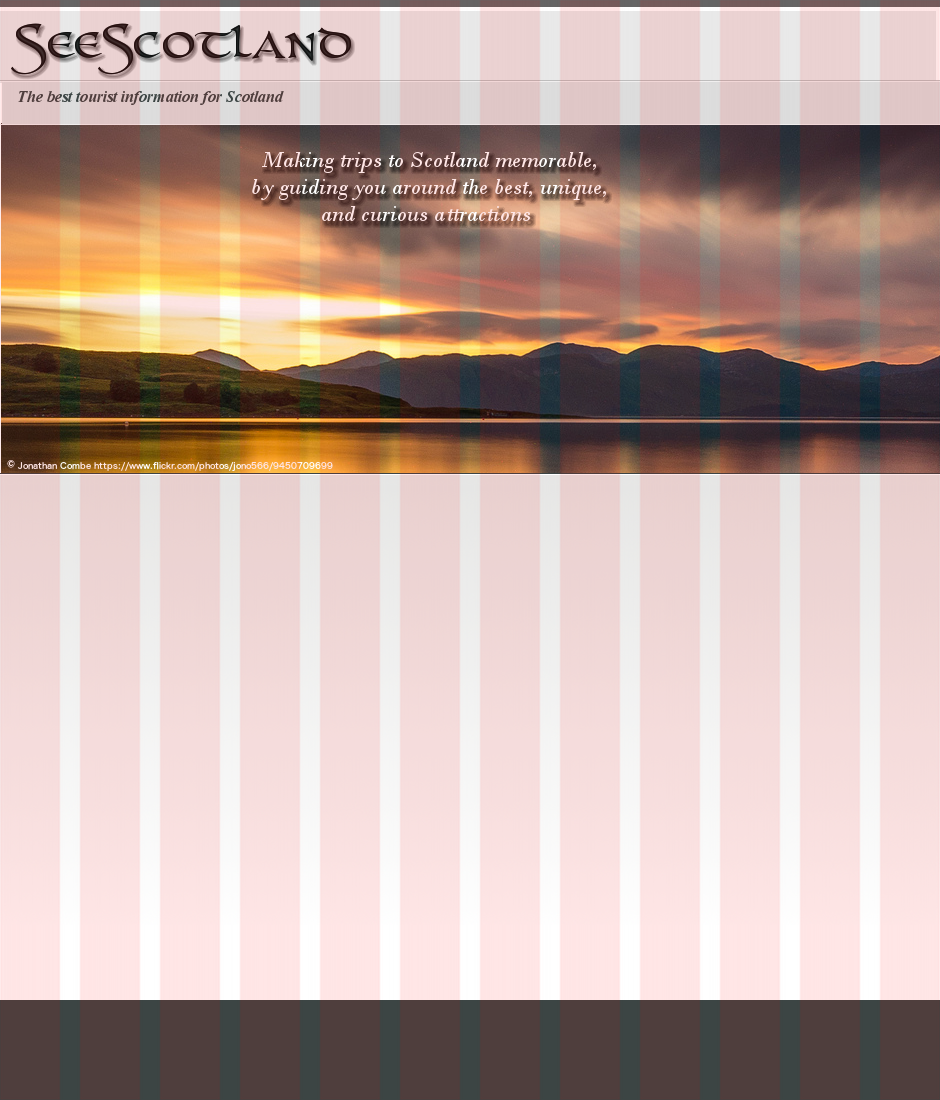 SeeScotland
The best tourist information for Scotland
Making trips to Scotland memorable,
by guiding you around the best, unique,
and curious attractions
© Jonathan Combe https://www.flickr.com/photos/jono566/9450709699